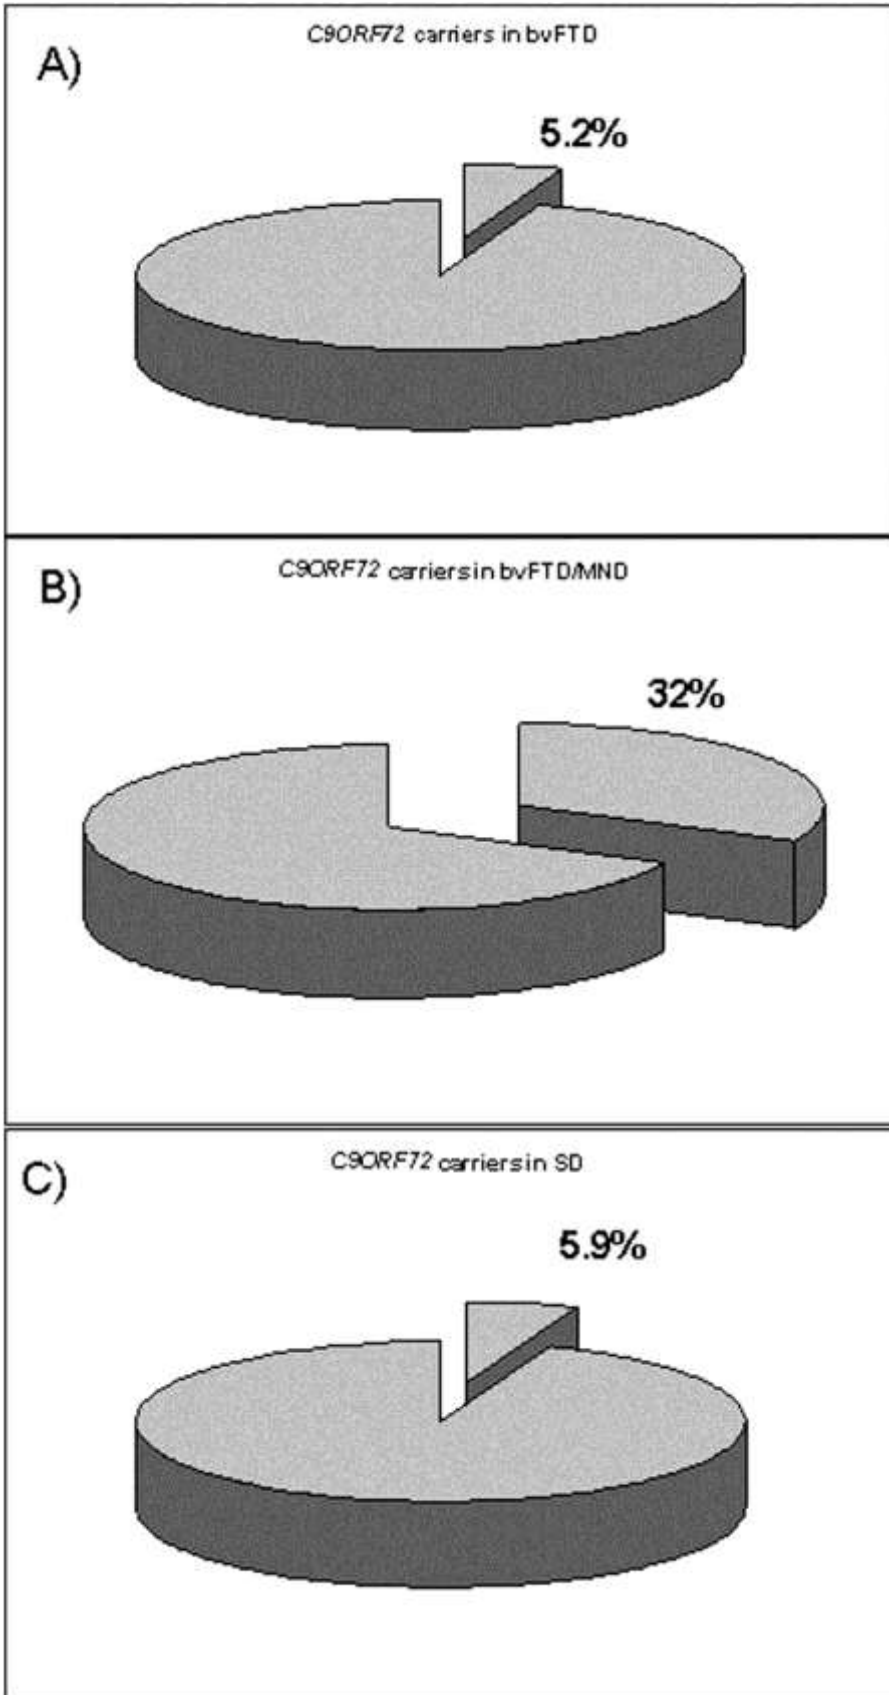 C9ORF72 carriers in bvFTD
A)
5.2%
C9ORF72 carriers in bvFTD/MND
B)
32%
C9ORF72 carriers in SD
C)
5.9%